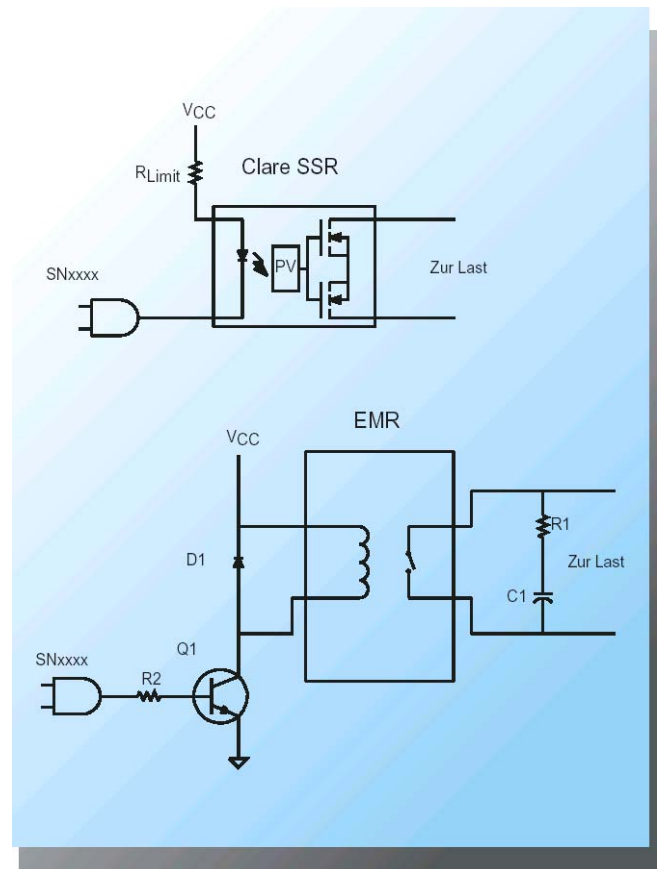 VCC
RLimit
Clare SSR
SNxxxx
PV
Zur Last
EMR
VCC
D1
R1
Zur Last
C1
SNxxxx
Q1
R2